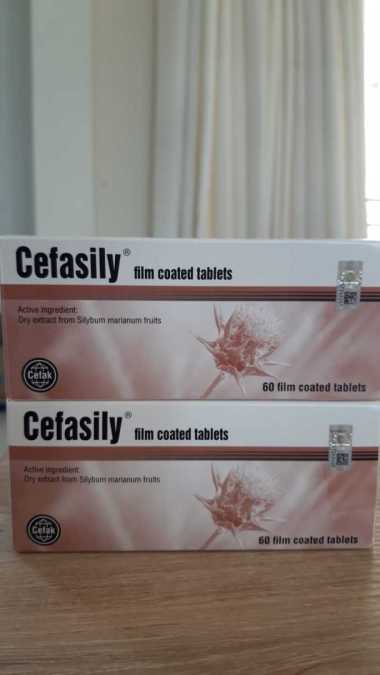 Cefasily® film coated tablets
Active ingredient:
Dry extract from Silybum marianum fruits
Cefak
60 film coated tablets
Cefasily® film coated tablets
Active ingredient:
Dry extract from Silybum marianum fruits
Cefak
60 film coated tablets